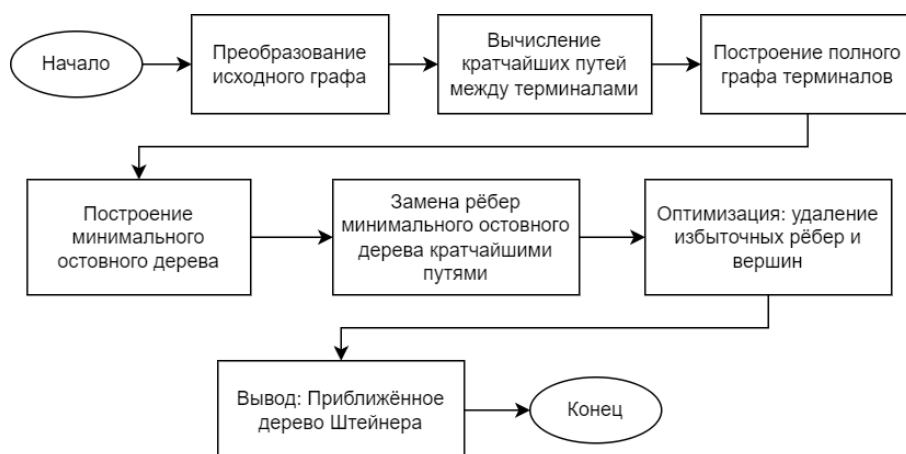 Начало
Преобразование
исходного графа
Вычисление
кратчайших путей
между терминалами
Построение полного
графа терминалов
Построение
минимального
остовного дерева
Замена рёбер
минимального остовного
дерева кратчайшими
путями
Оптимизация: удаление
избыточных рёбер и
вершин
Вывод: Приближённое
дерево Штейнера
Конец